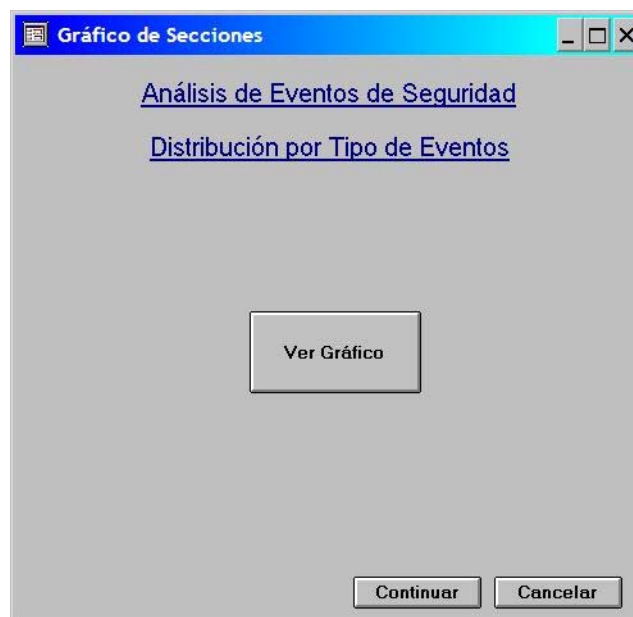 Gráfico de Secciones
Análisis de Eventos de Seguridad
Distribución por Tipo de Eventos
Ver Gráfico
Continuar Cancelar